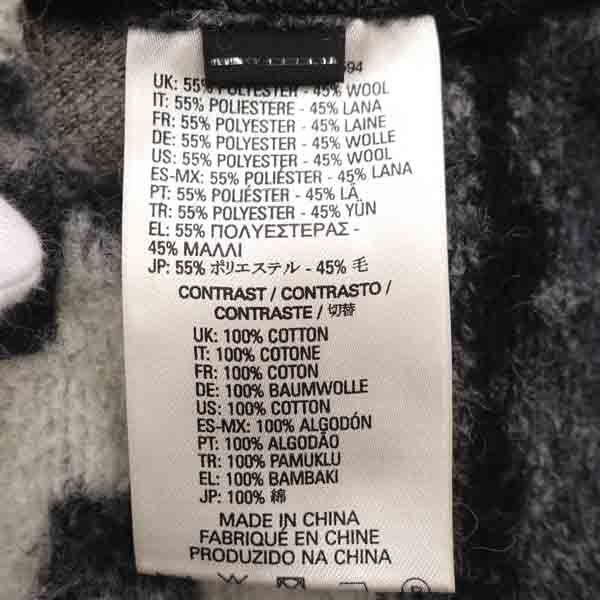 594
UK: 55% POLYESTER - 45% WOOL
IT: 55% POLIESTERE - 45% LANA
FR: 55% POLYESTER - 45% LAINE
DE: 55% POLYESTER - 45% WOLLE
US: 55% POLYESTER - 45% WOOL
ES-MX: 55% POLIÉSTER - 45% LANA
PT: 55% POLIÉSTER - 45% LÃ
TR: 55% POLYESTER - 45% YÜN
EL: 55% ΠΟΛΥΕΣΤΕΡΑΣ -
45% ΜΑΛΛΙ
JP: 55% ポリエステル - 45% 毛
CONTRAST / CONTRASTO /
CONTRASTE / 切替
UK: 100% COTTON
IT: 100% COTONE
FR: 100% COTON
DE: 100% BAUMWOLLE
US: 100% COTTON
ES-MX: 100% ALGODÓN
PT: 100% ALGODÃO
TR: 100% PAMUKLU
EL: 100% ΒΑΜΒΑΚΙ
JP: 100% 綿
MADE IN CHINA
FABRIQUÉ EN CHINE
PRODUZIDO NA CHINA